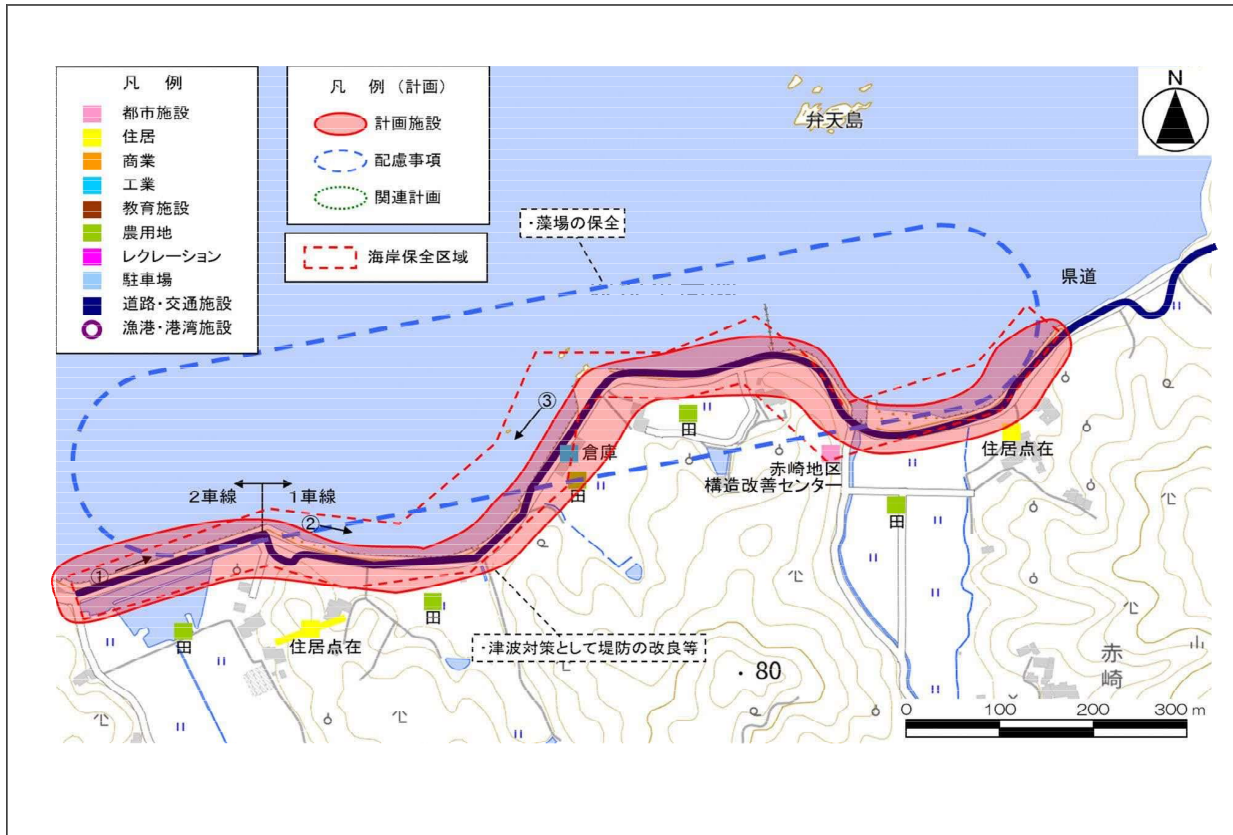 凡 例
都市施設
住居
商業
工業
教育施設
農用地
レクレーション
駐車場
道路・交通施設
漁港・港湾施設
凡 例（計画）
計画施設
配慮事項
関連計画
海岸保全区域
弁天島
N
・藻場の保全
県道
③
倉庫
田
田
赤崎地区
構造改善センター
住居点在
田
2車線
1車線
②
①
田
住居点在
田
・津波対策として堤防の改良等
・80
赤崎
0 100 200 300 m